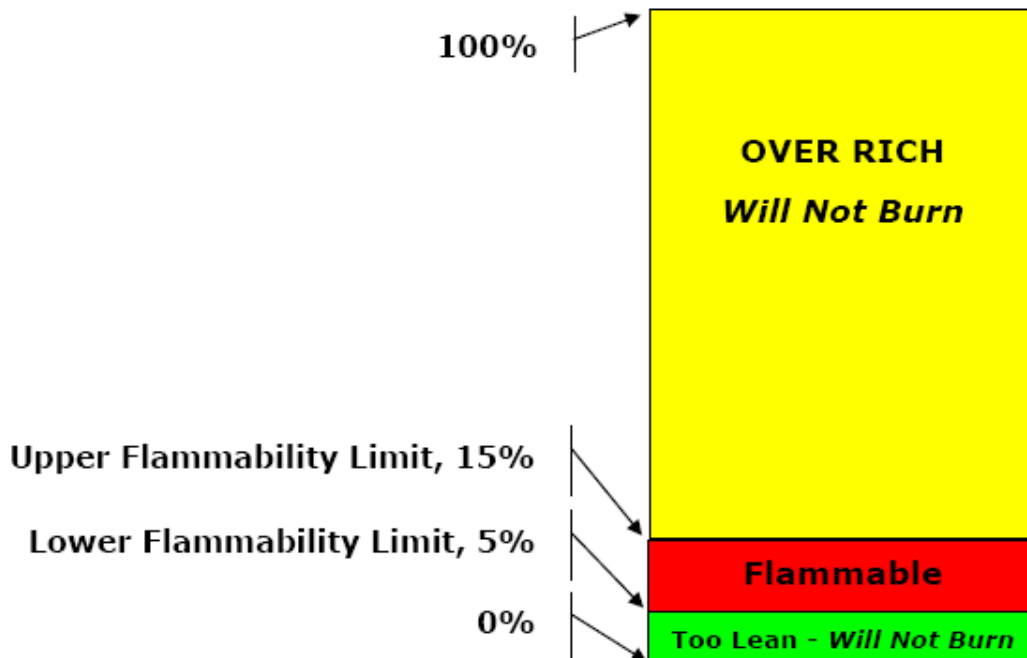 100%
OVER RICH
Will Not Burn
Upper Flammability Limit, 15%
Lower Flammability Limit, 5%
Flammable
0%
Too Lean - Will Not Burn